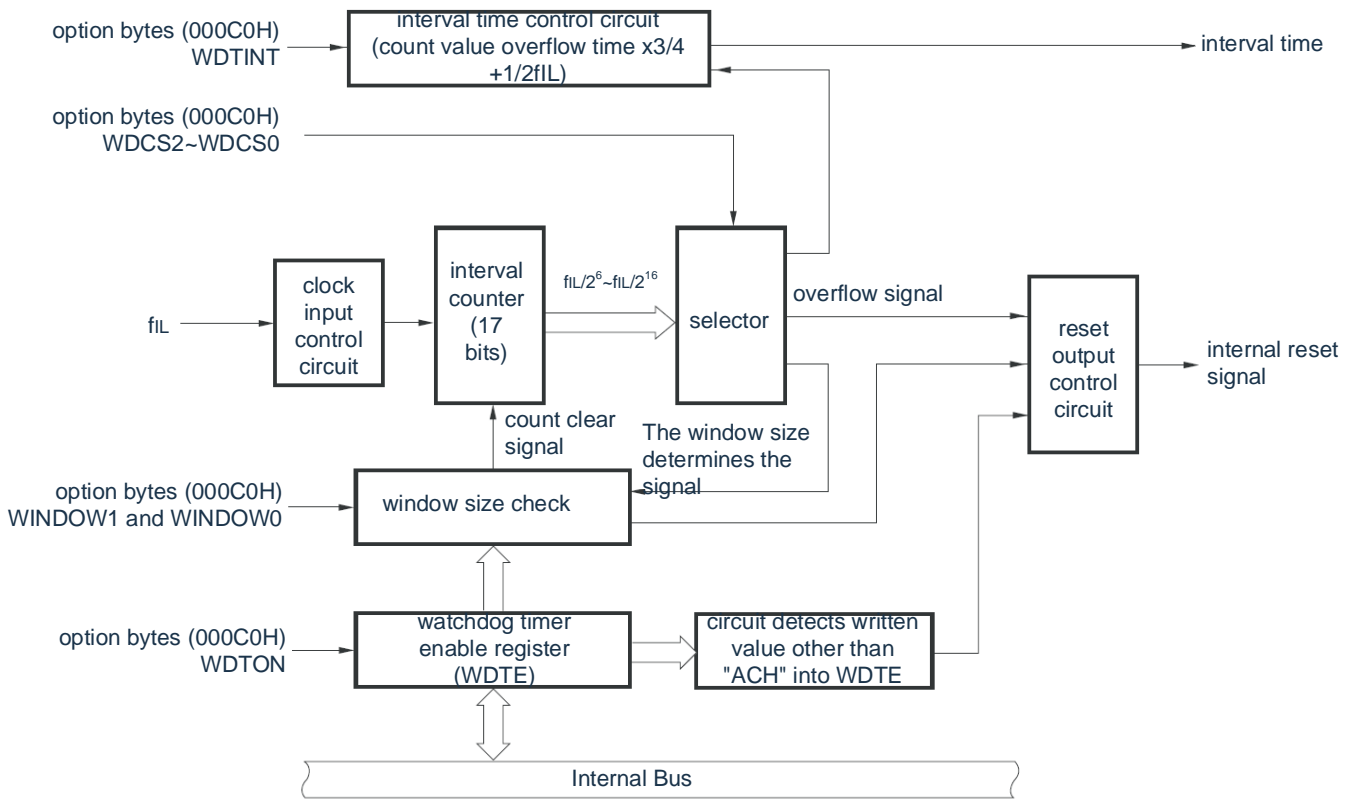 option bytes (000C0H)
WDTINT
interval time control circuit
(count value overflow time x3/4
+1/2fIL)
interval time
option bytes (000C0H)
WDCS2~WDCS0
fIL
clock
input
control
circuit
interval
counter
(17
bits)
fIL/2⁶~fIL/2¹⁶
selector
overflow signal
reset
output
control
circuit
internal reset
signal
count clear
signal
The window size
determines the
signal
option bytes (000C0H)
WINDOW1 and WINDOW0
window size check
option bytes (000C0H)
WDTON
watchdog timer
enable register
(WDTE)
circuit detects written
value other than
"ACH" into WDTE
Internal Bus